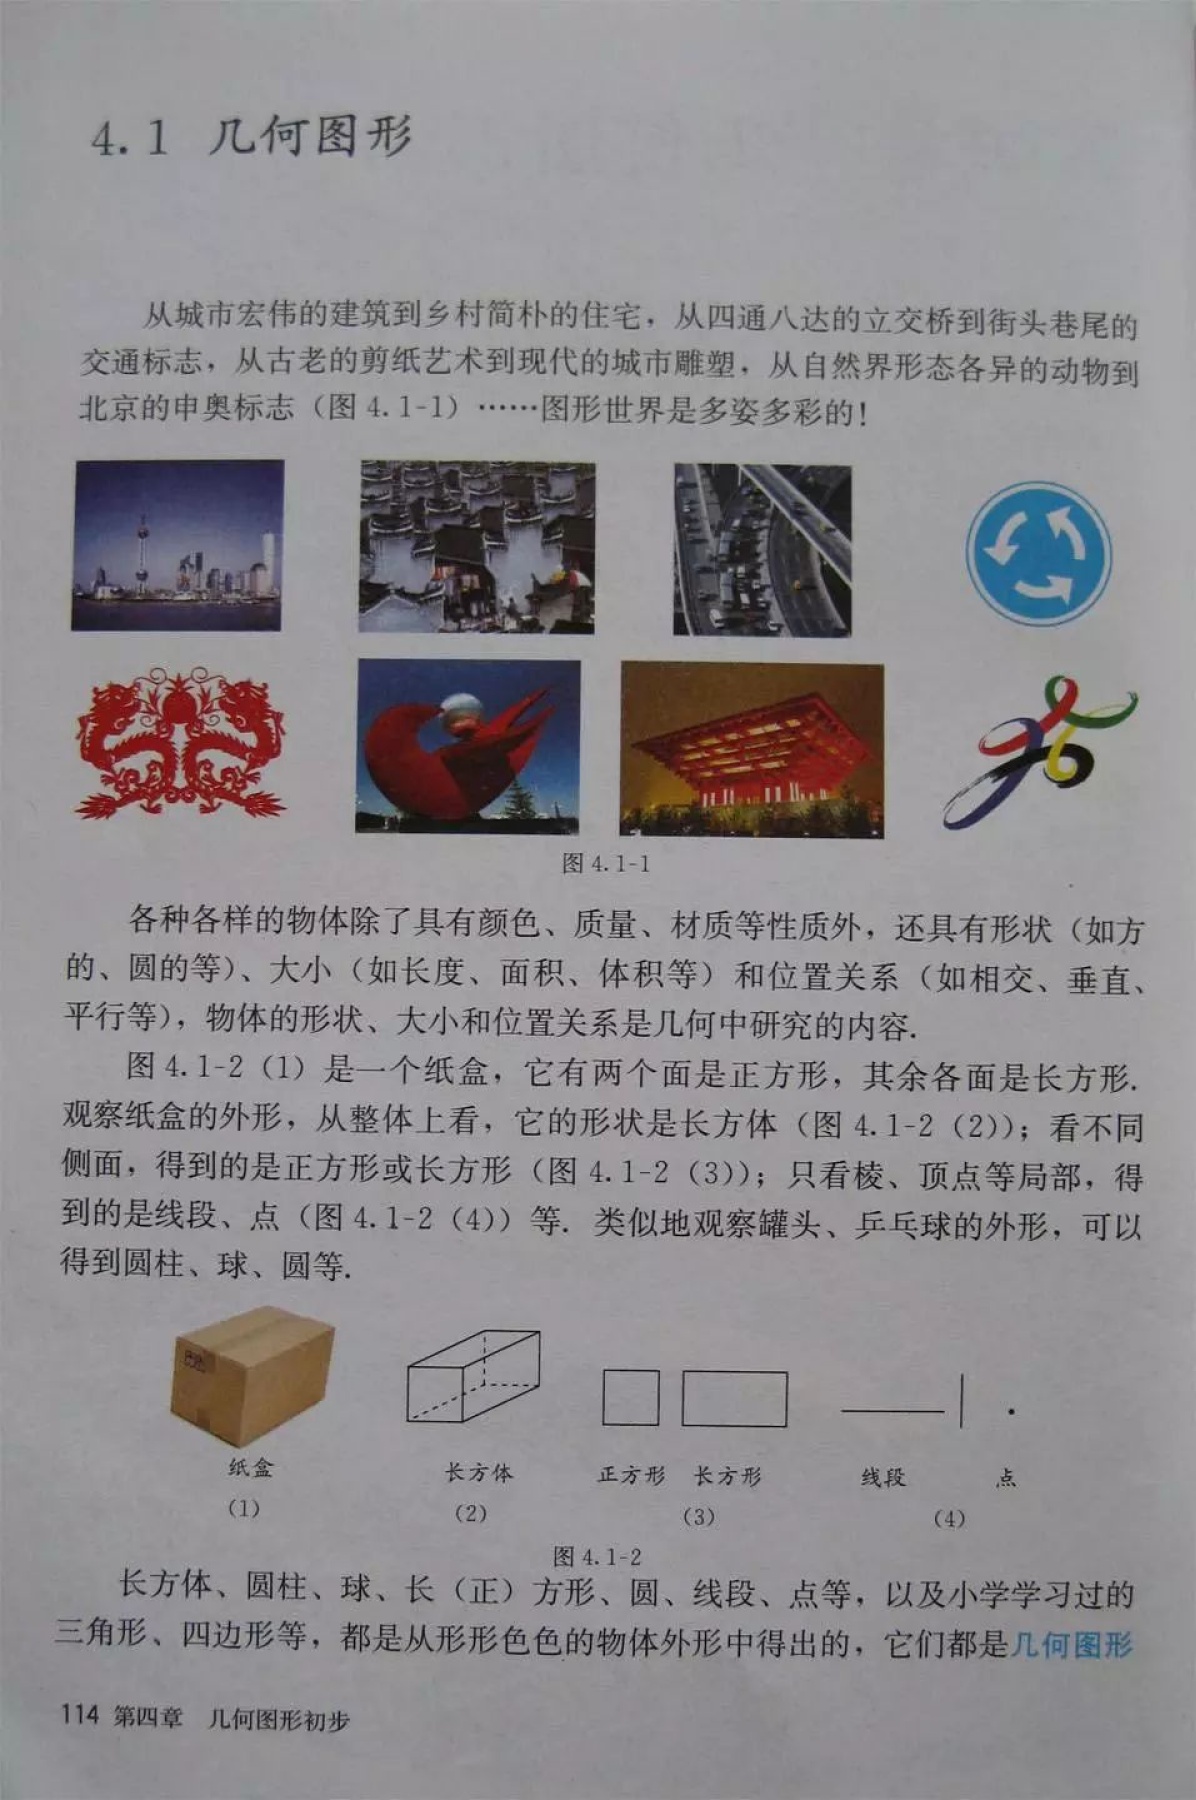 4.1 几何图形
从城市宏伟的建筑到乡村简朴的住宅，从四通八达的立交桥到街头巷尾的
交通标志，从古老的剪纸艺术到现代的城市雕塑，从自然界形态各异的动物到
北京的申奥标志（图 4.1-1）……图形世界是多姿多彩的！
图 4.1-1
各种各样的物体除了具有颜色、质量、材质等性质外，还具有形状（如方
的、圆的等）、大小（如长度、面积、体积等）和位置关系（如相交、垂直、
平行等），物体的形状、大小和位置关系是几何中研究的内容.
图 4.1-2（1）是一个纸盒，它有两个面是正方形，其余各面是长方形.
观察纸盒的外形，从整体上看，它的形状是长方体（图 4.1-2（2））；看不同
侧面，得到的是正方形或长方形（图 4.1-2（3））；只看棱、顶点等局部，得
到的是线段、点（图 4.1-2（4））等. 类似地观察罐头、乒乓球的外形，可以
得到圆柱、球、圆等.
纸盒 长方体 正方形 长方形 线段 点
（1） （2） （3） （4）
图 4.1-2
长方体、圆柱、球、长（正）方形、圆、线段、点等，以及小学学习过的
三角形、四边形等，都是从形形色色的物体外形中得出的，它们都是几何图形
114 第四章 几何图形初步